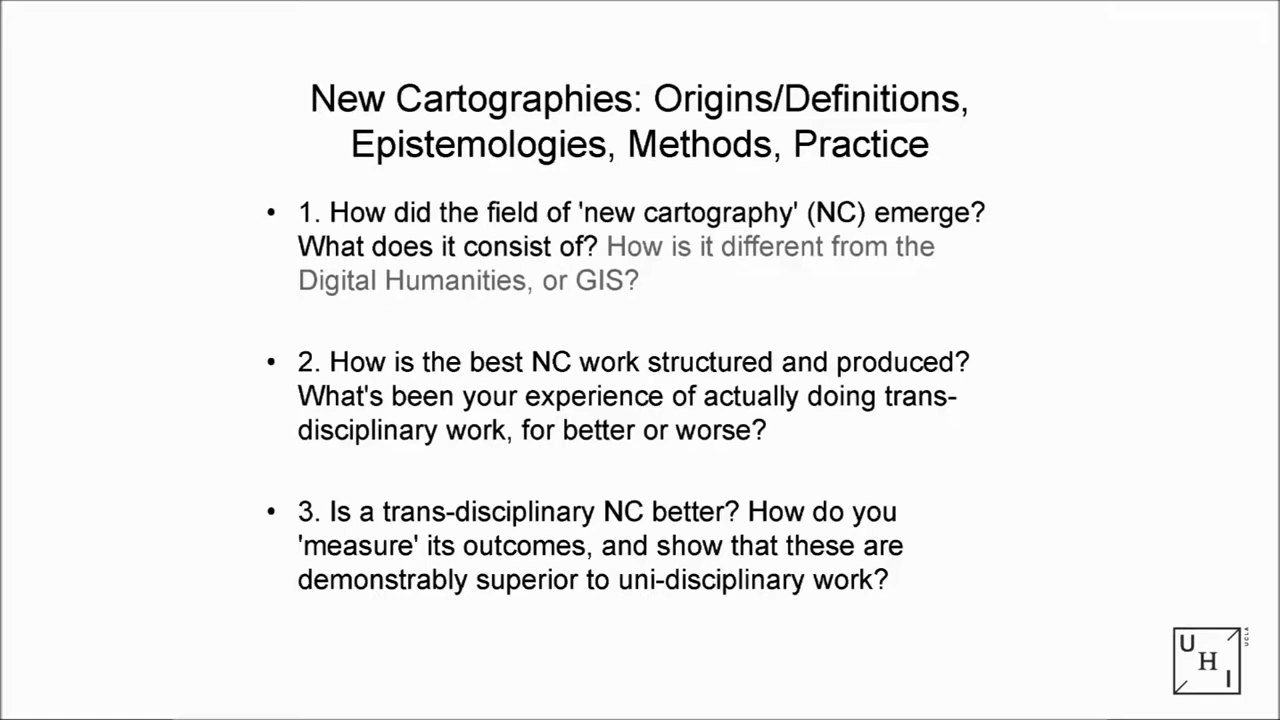 New Cartographies: Origins/Definitions,
Epistemologies, Methods, Practice
• 1. How did the field of 'new cartography' (NC) emerge?
What does it consist of? How is it different from the
Digital Humanities, or GIS?
• 2. How is the best NC work structured and produced?
What's been your experience of actually doing trans-
disciplinary work, for better or worse?
• 3. Is a trans-disciplinary NC better? How do you
'measure' its outcomes, and show that these are
demonstrably superior to uni-disciplinary work?
U
H
I
UCLA